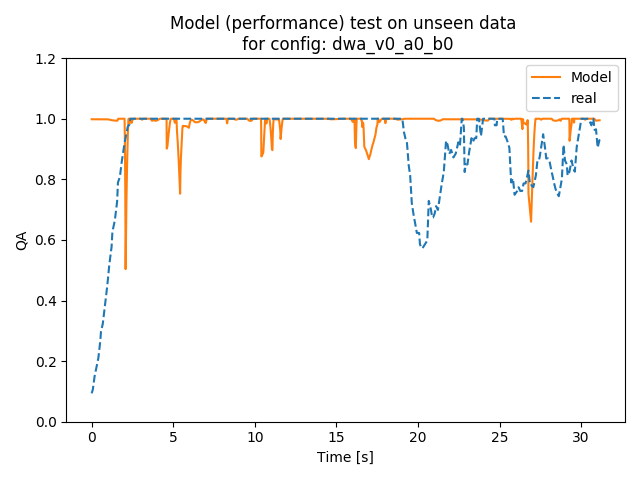 Model (performance) test on unseen data
for config: dwa_v0_a0_b0
Model
real
1.2
1.0
0.8
0.6
0.4
0.2
0.0
QA
0 5 10 15 20 25 30
Time [s]